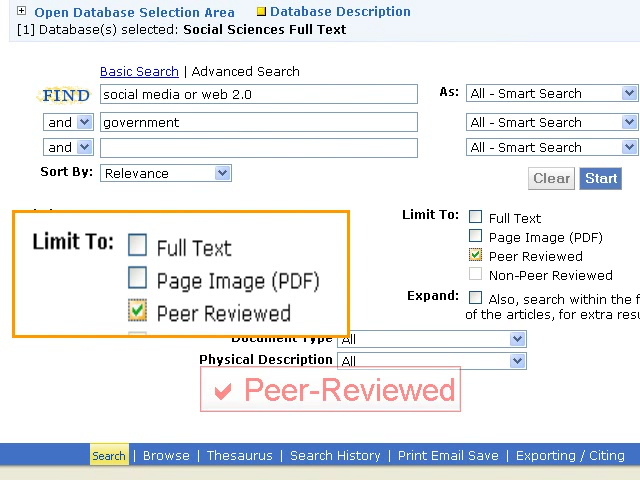 Open Database Selection Area Database Description
[1] Database(s) selected: Social Sciences Full Text
Basic Search | Advanced Search
FIND social media or web 2.0 As: All - Smart Search
and government All - Smart Search
and All - Smart Search
Sort By: Relevance Clear Start
Limit To: Full Text
Page Image (PDF)
Peer Reviewed
Non-Peer Reviewed
Limit To: Full Text
Page Image (PDF)
Peer Reviewed
Expand: Also, search within the f
of the articles, for extra resu
Document Type All
Physical Description All
Peer-Reviewed
Search | Browse | Thesaurus | Search History | Print Email Save | Exporting / Citing